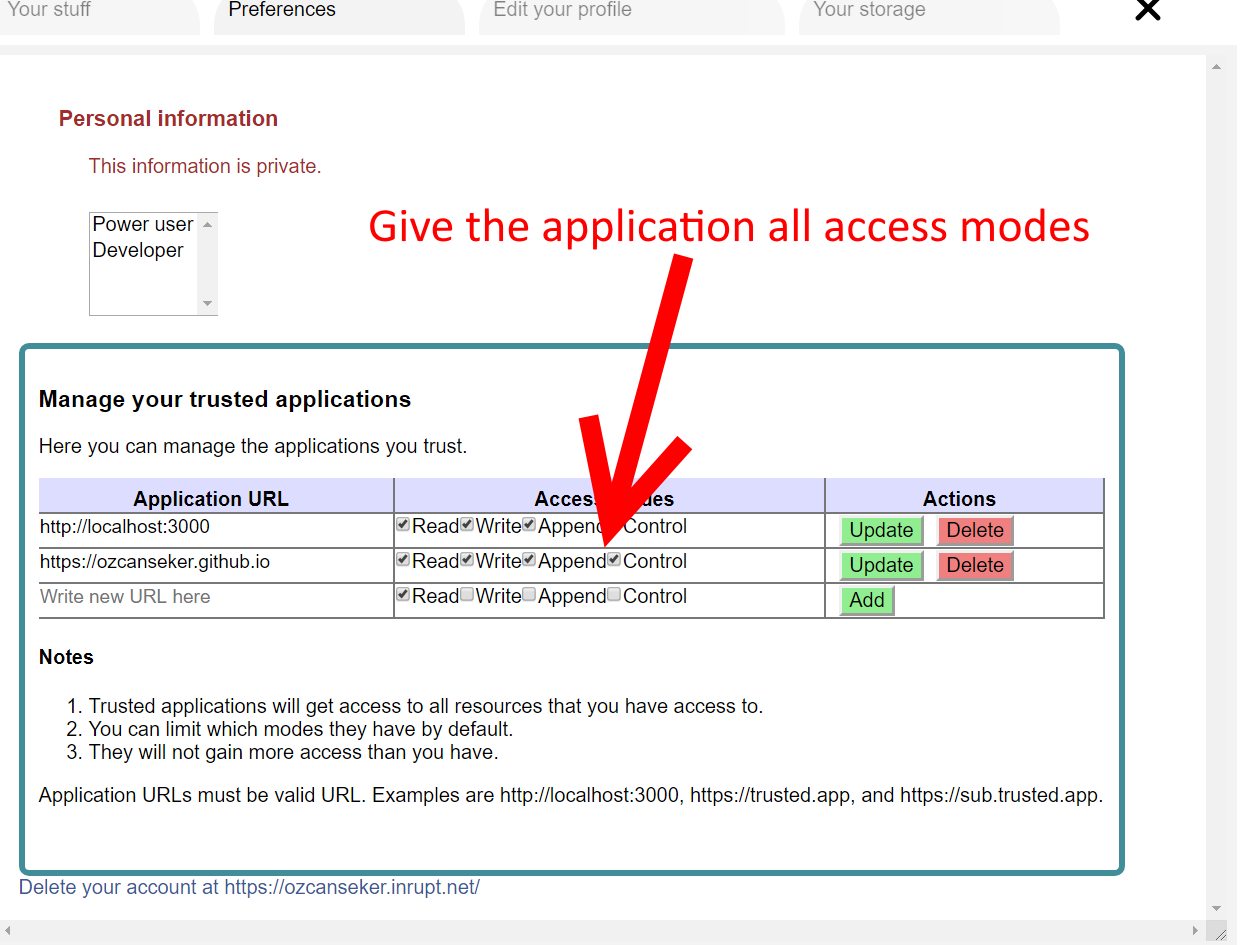 Your stuff Preferences Edit your profile Your storage
Personal information
This information is private.
Give the application all access modes
Power user
Developer
Manage your trusted applications
Here you can manage the applications you trust.
Application URL Actions
http://localhost:3000 Read Write Append Control Update Delete
https://ozcanseker.github.io Read Write Append Control Update Delete
Write new URL here Read Write Append Control Add
Notes
1. Trusted applications will get access to all resources that you have access to.
2. You can limit which modes they have by default.
3. They will not gain more access than you have.
Application URLs must be valid URL. Examples are http://localhost:3000, https://trusted.app, and https://sub.trusted.app.
Delete your account at https://ozcanseker.inrupt.net/